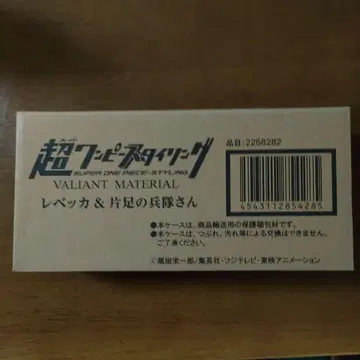 スーパー
超ワンピーススタイリング
SUPER ONE PIECE-STYLING
VALIANT MATERIAL
レベッカ & 片足の兵隊さん
品目:2256282
4543112854285
●本ケースは、商品輸送用の保護梱包材です。
●本ケースは、つぶれ、汚れ等による交換はできません。
ご了承ください。
©尾田栄一郎/集英社・フジテレビ・東映アニメーション